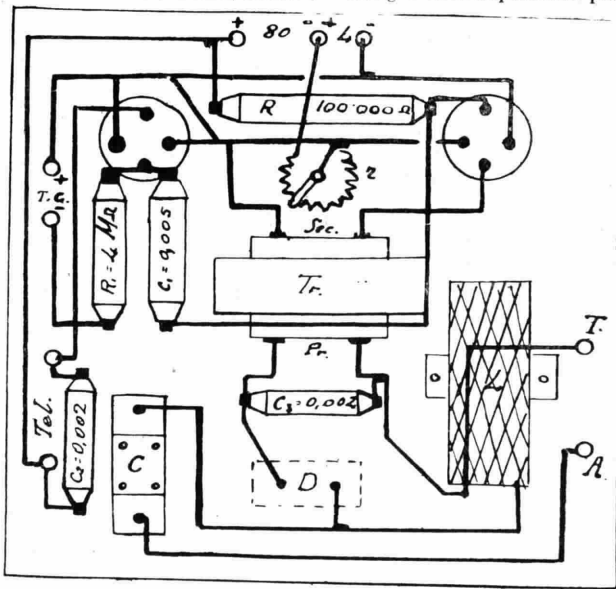 + 80 - + 4 -
R 100.000 Ω
+
T.C.
R₁=4 MΩ
C₁=0,005
r
Sec.
Tr.
Pr.
C₃=0,002
Tel.
C₂=0,002
C
D
L
T.
A